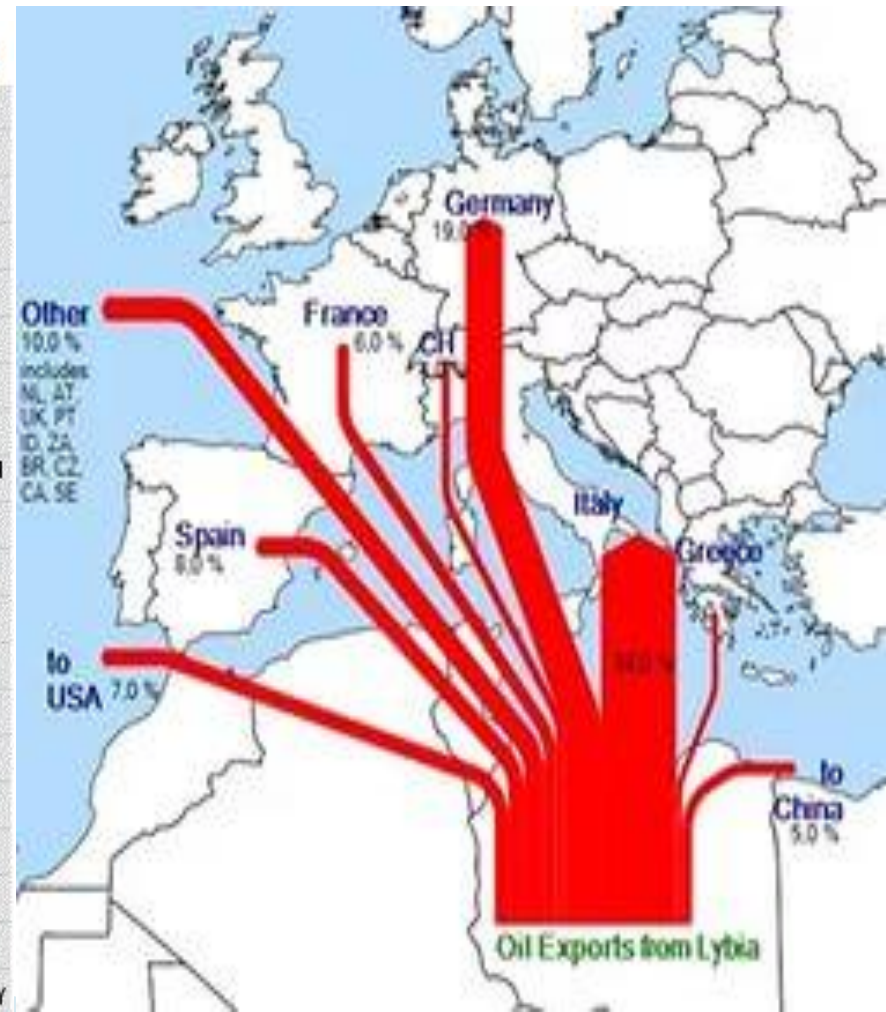 Germany
19.0
Other
10,0 %
includes
NL, AT,
UK, PT
ID, ZA,
BR, CZ,
CA, SE
France
6,0 %
CH
Italy
Spain
8,0 %
Greece
to
USA 7,0 %
to
China
5,0 %
Oil Exports from Lybia